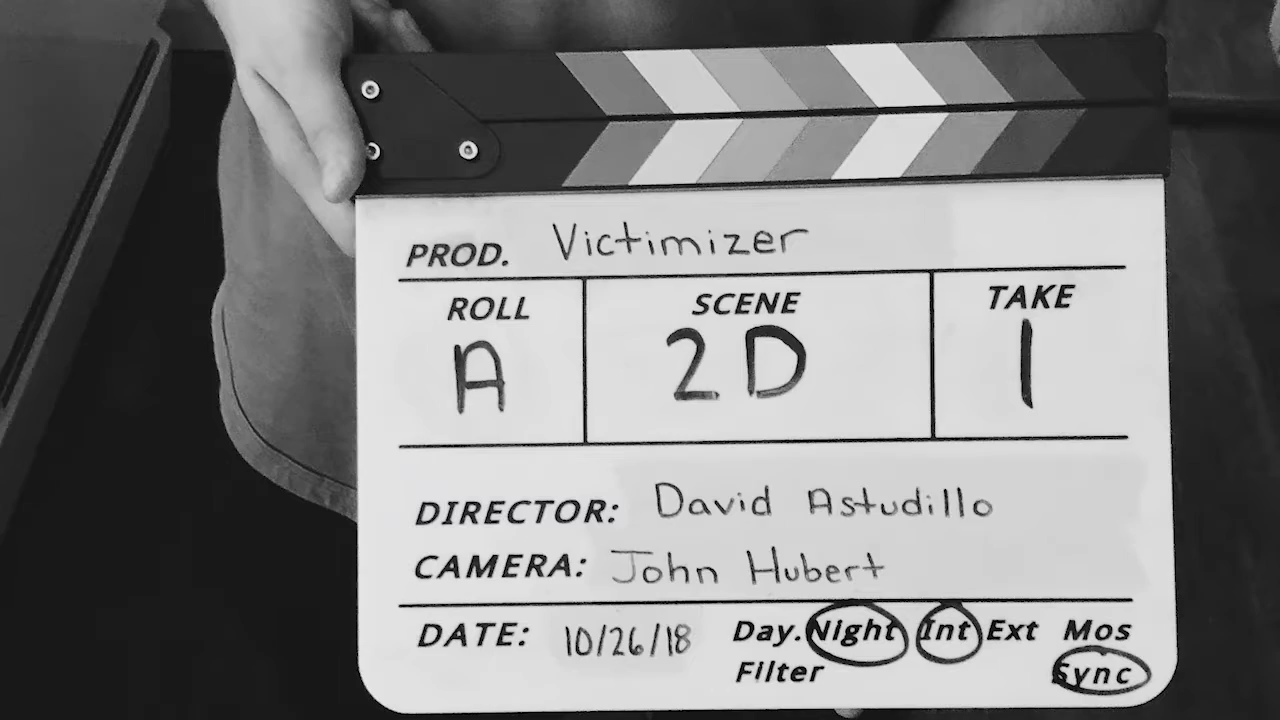 PROD. Victimizer
ROLL SCENE TAKE
A 2D 1
DIRECTOR: David Astudillo
CAMERA: John Hubert
DATE: 10/26/18 Day. Night Int Ext Mos
Filter Sync